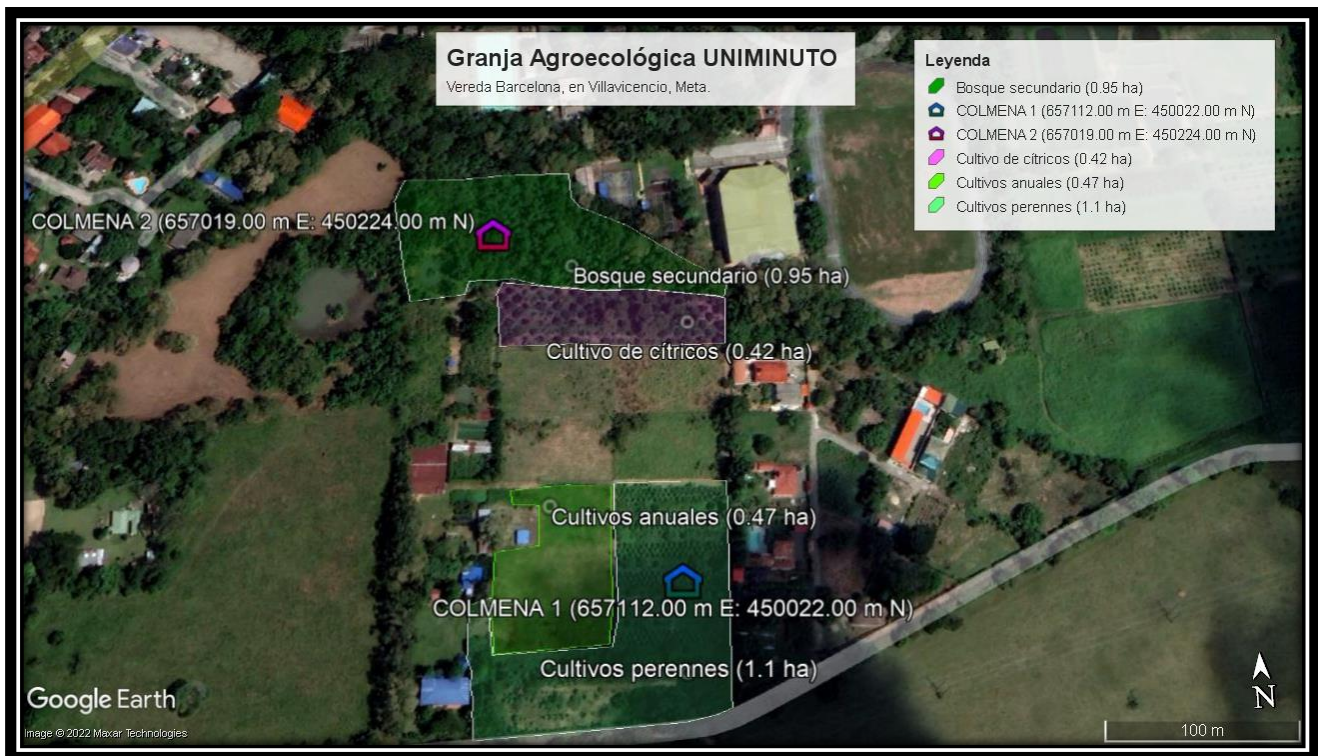 Granja Agroecológica UNIMINUTO
Vereda Barcelona, en Villavicencio, Meta.
Leyenda
Bosque secundario (0.95 ha)
COLMENA 1 (657112.00 m E: 450022.00 m N)
COLMENA 2 (657019.00 m E: 450224.00 m N)
Cultivo de cítricos (0.42 ha)
Cultivos anuales (0.47 ha)
Cultivos perennes (1.1 ha)
COLMENA 2 (657019.00 m E: 450224.00 m N)
Bosque secundario (0.95 ha)
Cultivo de cítricos (0.42 ha)
Cultivos anuales (0.47 ha)
COLMENA 1 (657112.00 m E: 450022.00 m N)
Cultivos perennes (1.1 ha)
Google Earth
Image © 2022 Maxar Technologies
N
100 m